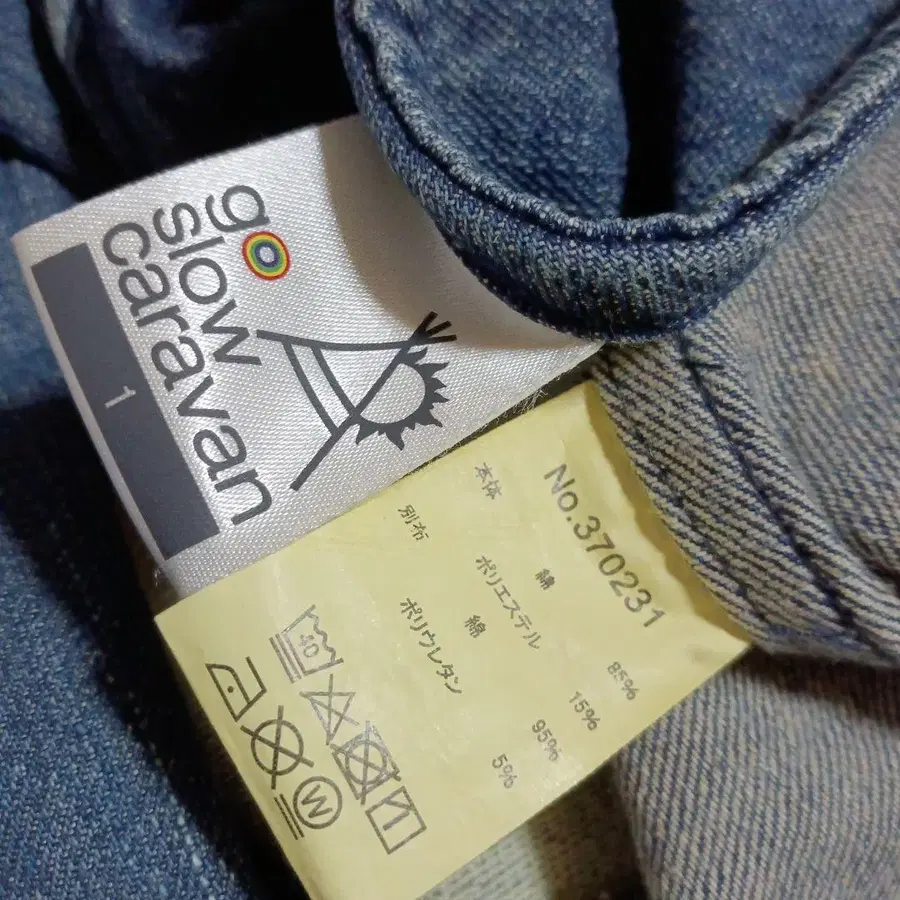 go
slow
caravan
1
No.370231
本体 綿 85%
ポリエステル 15%
別布 綿 95%
ポリウレタン 5%
40
W